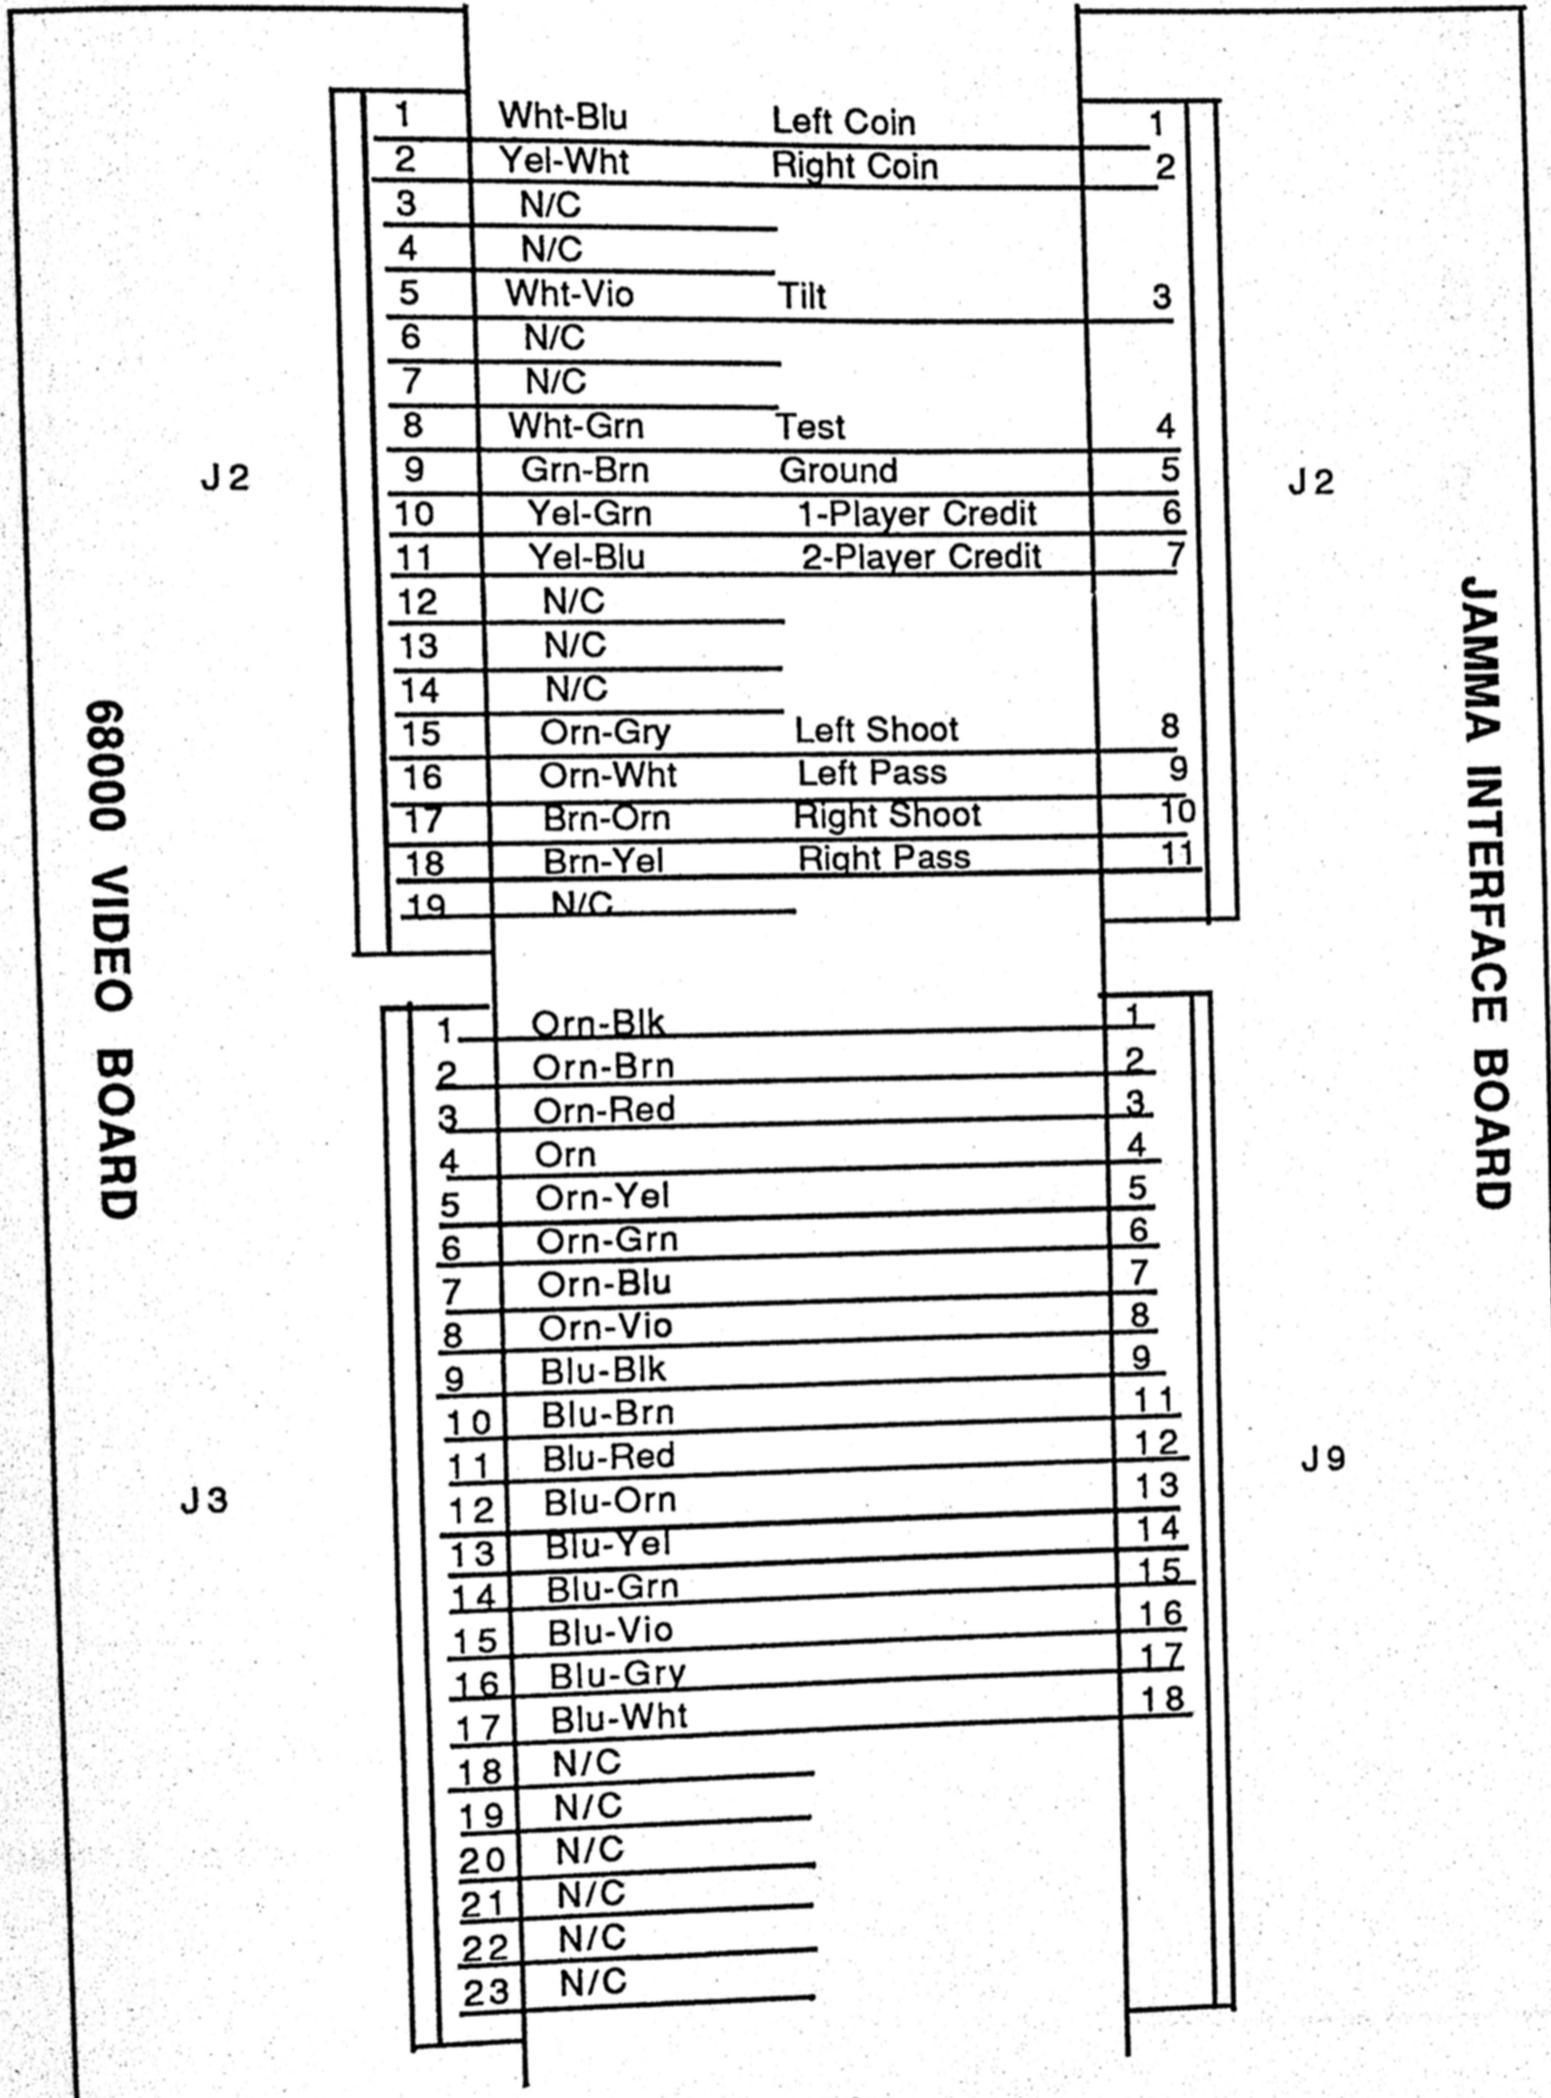 1 Wht-Blu Left Coin 1
2 Yel-Wht Right Coin 2
3 N/C
4 N/C
5 Wht-Vio Tilt 3
6 N/C
7 N/C
8 Wht-Grn Test 4
9 Grn-Brn Ground 5
10 Yel-Grn 1-Player Credit 6
11 Yel-Blu 2-Player Credit 7
12 N/C
13 N/C
14 N/C
15 Orn-Gry Left Shoot 8
16 Orn-Wht Left Pass 9
17 Brn-Orn Right Shoot 10
18 Brn-Yel Right Pass 11
19 N/C
J2
J2
68000 VIDEO BOARD
JAMMA INTERFACE BOARD
1 Orn-Blk 1
2 Orn-Brn 2
3 Orn-Red 3
4 Orn 4
5 Orn-Yel 5
6 Orn-Grn 6
7 Orn-Blu 7
8 Orn-Vio 8
9 Blu-Blk 9
10 Blu-Brn 11
11 Blu-Red 12
12 Blu-Orn 13
13 Blu-Yel 14
14 Blu-Grn 15
15 Blu-Vio 16
16 Blu-Gry 17
17 Blu-Wht 18
18 N/C
19 N/C
20 N/C
21 N/C
22 N/C
23 N/C
J3
J9